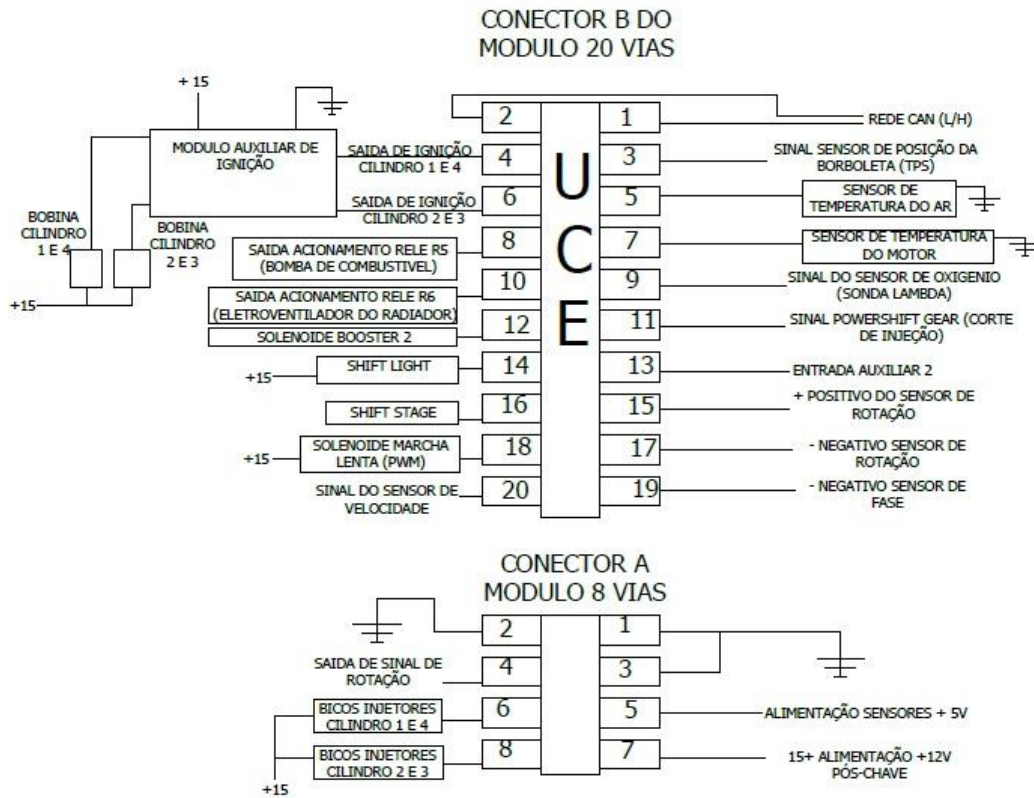 CONECTOR B DO
MODULO 20 VIAS
+ 15
MODULO AUXILIAR DE
IGNIÇÃO
BOBINA
CILINDRO
1 E 4
BOBINA
CILINDRO
2 E 3
+15
SAIDA DE IGNIÇÃO
CILINDRO 1 E 4
SAIDA DE IGNIÇÃO
CILINDRO 2 E 3
SAIDA ACIONAMENTO RELE R5
(BOMBA DE COMBUSTIVEL)
SAIDA ACIONAMENTO RELE R6
(ELETROVENTILADOR DO RADIADOR)
SOLENOIDE BOOSTER 2
+15
SHIFT LIGHT
SHIFT STAGE
+15
SOLENOIDE MARCHA
LENTA (PWM)
SINAL DO SENSOR DE
VELOCIDADE
2
4
6
8
10
12
14
16
18
20
U
C
E
1
3
5
7
9
11
13
15
17
19
REDE CAN (L/H)
SINAL SENSOR DE POSIÇÃO DA
BORBOLETA (TPS)
SENSOR DE
TEMPERATURA DO AR
SENSOR DE TEMPERATURA
DO MOTOR
SINAL DO SENSOR DE OXIGENIO
(SONDA LAMBDA)
SINAL POWERSHIFT GEAR (CORTE
DE INJEÇÃO)
ENTRADA AUXILIAR 2
+ POSITIVO DO SENSOR DE
ROTAÇÃO
- NEGATIVO SENSOR DE
ROTAÇÃO
- NEGATIVO SENSOR DE
FASE
CONECTOR A
MODULO 8 VIAS
SAIDA DE SINAL DE
ROTAÇÃO
BICOS INJETORES
CILINDRO 1 E 4
BICOS INJETORES
CILINDRO 2 E 3
+15
2
4
6
8
1
3
5
7
ALIMENTAÇÃO SENSORES + 5V
15+ ALIMENTAÇÃO +12V
PÓS-CHAVE